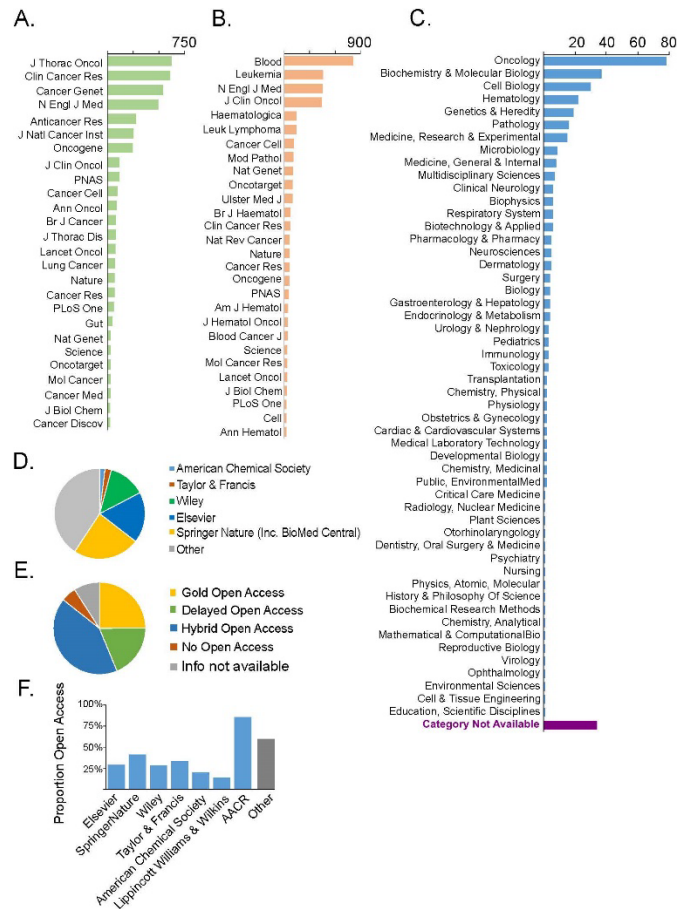 A.
750
J Thorac Oncol
Clin Cancer Res
Cancer Genet
N Engl J Med
Anticancer Res
J Natl Cancer Inst
Oncogene
J Clin Oncol
PNAS
Cancer Cell
Ann Oncol
Br J Cancer
J Thorac Dis
Lancet Oncol
Lung Cancer
Nature
Cancer Res
PLoS One
Gut
Nat Genet
Science
Oncotarget
Mol Cancer
Cancer Med
J Biol Chem
Cancer Discov
B.
900
Blood
Leukemia
N Engl J Med
J Clin Oncol
Haematologica
Leuk Lymphoma
Cancer Cell
Mod Pathol
Nat Genet
Oncotarget
Ulster Med J
Br J Haematol
Clin Cancer Res
Nat Rev Cancer
Nature
Cancer Res
Oncogene
PNAS
Am J Hematol
J Hematol Oncol
Blood Cancer J
Science
Mol Cancer Res
Lancet Oncol
J Biol Chem
PLoS One
Cell
Ann Hematol
C.
0 20 40 60 80
Oncology
Biochemistry & Molecular Biology
Cell Biology
Hematology
Genetics & Heredity
Pathology
Medicine, Research & Experimental
Microbiology
Medicine, General & Internal
Multidisciplinary Sciences
Clinical Neurology
Biophysics
Respiratory System
Biotechnology & Applied
Pharmacology & Pharmacy
Neurosciences
Dermatology
Surgery
Biology
Gastroenterology & Hepatology
Endocrinology & Metabolism
Urology & Nephrology
Pediatrics
Immunology
Toxicology
Transplantation
Chemistry, Physical
Physiology
Obstetrics & Gynecology
Cardiac & Cardiovascular Systems
Medical Laboratory Technology
Developmental Biology
Chemistry, Medicinal
Public, EnvironmentalMed
Critical Care Medicine
Radiology, Nuclear Medicine
Plant Sciences
Otorhinolaryngology
Dentistry, Oral Surgery & Medicine
Psychiatry
Nursing
Physics, Atomic, Molecular
History & Philosophy Of Science
Biochemical Research Methods
Chemistry, Analytical
Mathematical & ComputationalBio
Reproductive Biology
Virology
Ophthalmology
Environmental Sciences
Cell & Tissue Engineering
Education, Scientific Disciplines
Category Not Available
D.
American Chemical Society
Taylor & Francis
Wiley
Elsevier
Springer Nature (Inc. BioMed Central)
Other
E.
Gold Open Access
Delayed Open Access
Hybrid Open Access
No Open Access
Info not available
F.
Proportion Open Access
100%
75%
50%
25%
Elsevier
SpringerNature
Wiley
Taylor & Francis
American Chemical Society
Lippincott Williams & Wilkins
AACR
Other